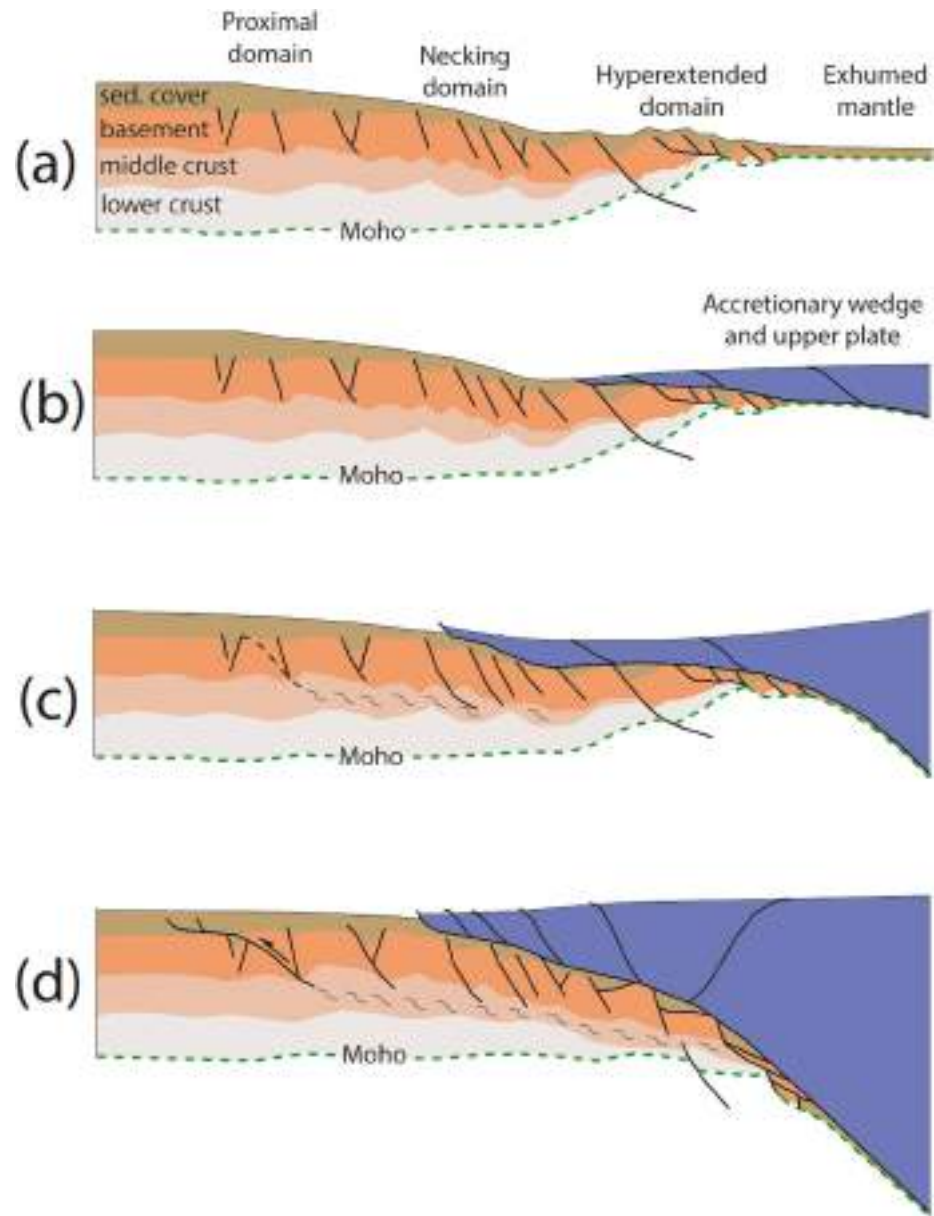 Proximal
domain
Necking
domain
Hyperextended
domain
Exhumed
mantle
sed. cover
basement
(a)
middle crust
lower crust
Moho
Accretionary wedge
and upper plate
(b)
Moho
(c)
Moho
(d)
Moho